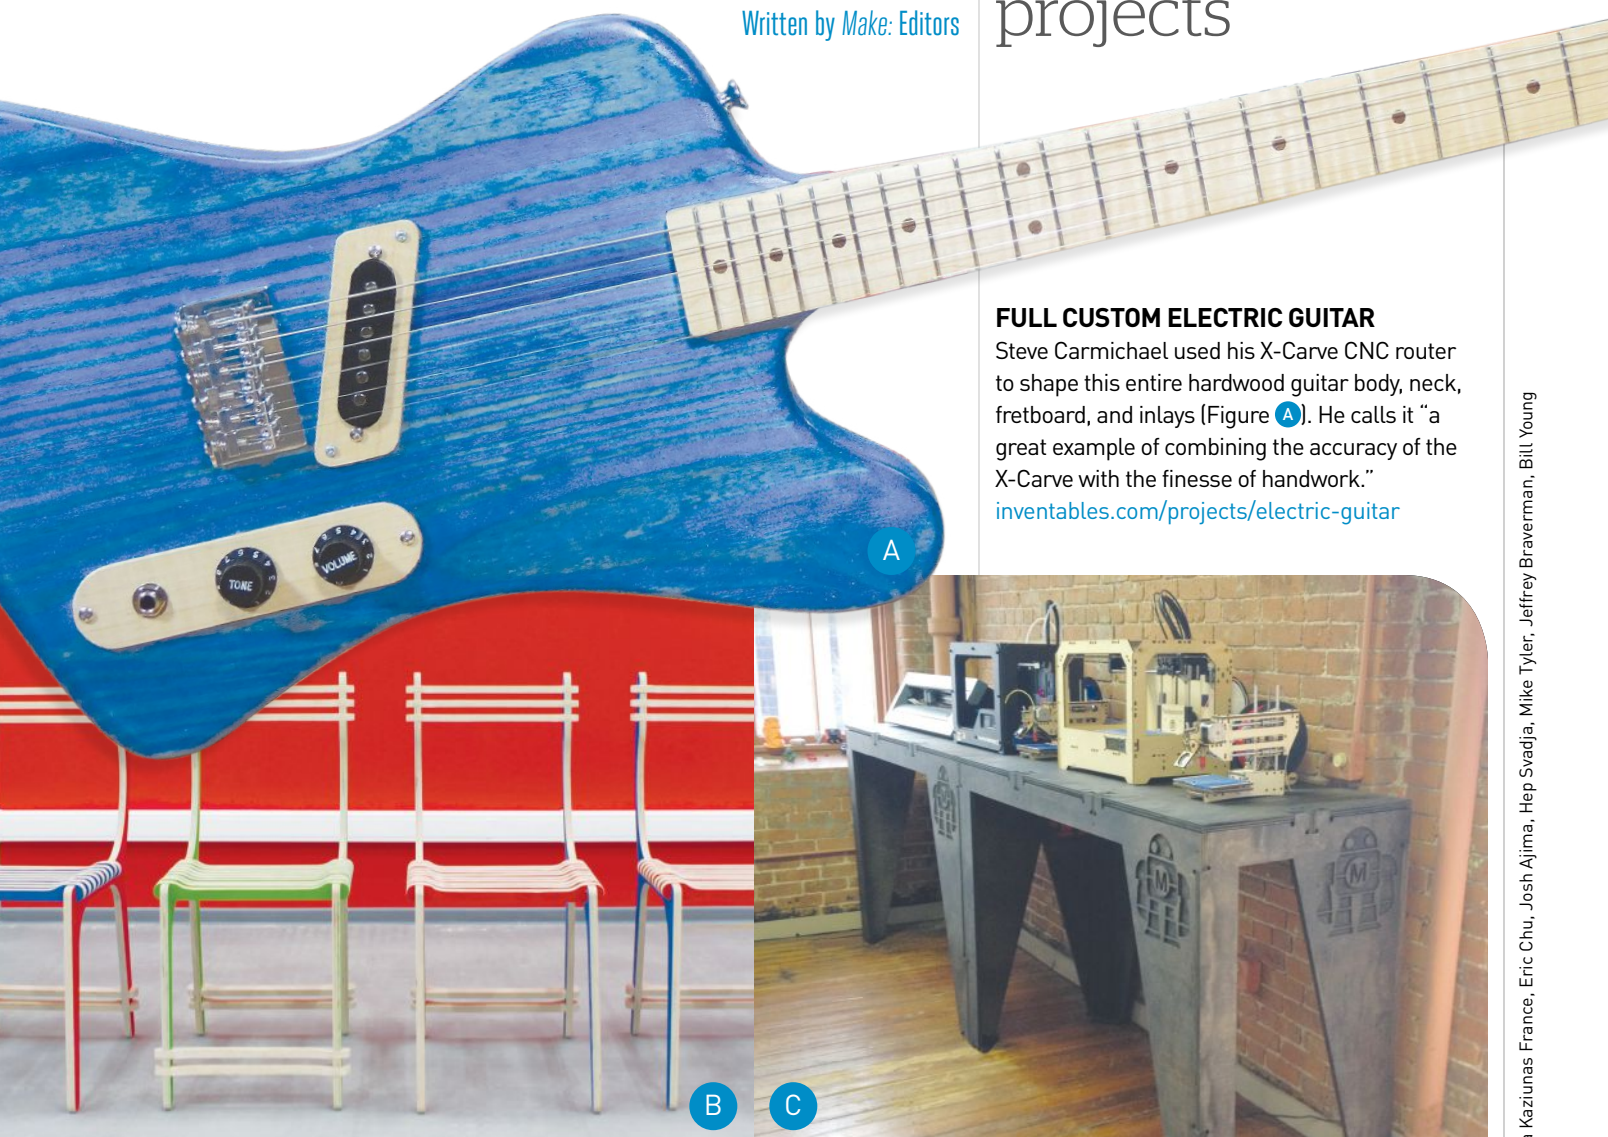 Written by Make: Editors
projects
FULL CUSTOM ELECTRIC GUITAR
Steve Carmichael used his X-Carve CNC router
to shape this entire hardwood guitar body, neck,
fretboard, and inlays (Figure A). He calls it “a
great example of combining the accuracy of the
X-Carve with the finesse of handwork.”
inventables.com/projects/electric-guitar
A
TONE
VOLUME
M
M
B
C
Kaziunas France, Eric Chu, Josh Ajima, Hep Svadja, Mike Tyler, Jeffrey Braverman, Bill Young